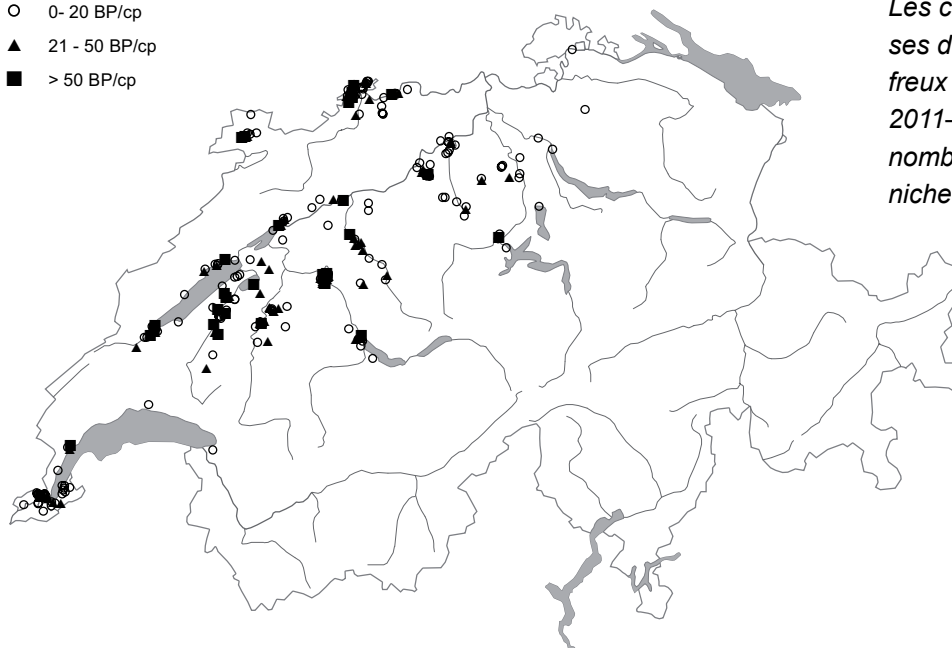 0- 20 BP/cp
21 - 50 BP/cp
> 50 BP/cp
Les c
ses d
freux
2011–
nomb
niche